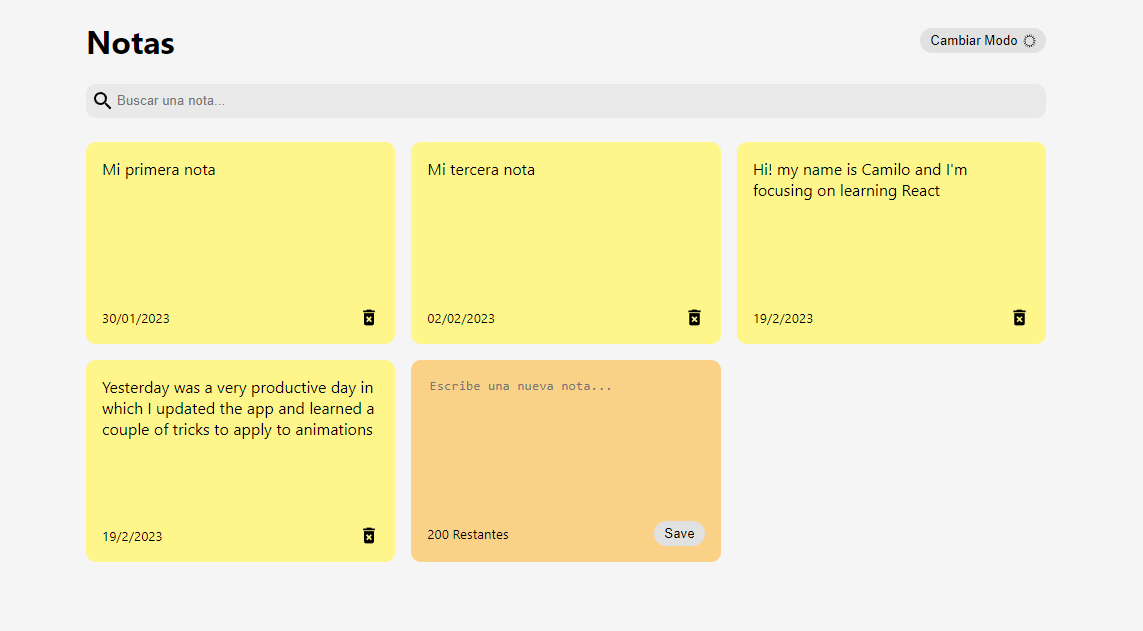 Notas
Cambiar Modo
Buscar una nota...
Mi primera nota
30/01/2023
Mi tercera nota
02/02/2023
Hi! my name is Camilo and I'm
focusing on learning React
19/2/2023
Yesterday was a very productive day in
which I updated the app and learned a
couple of tricks to apply to animations
19/2/2023
Escribe una nueva nota...
200 Restantes
Save